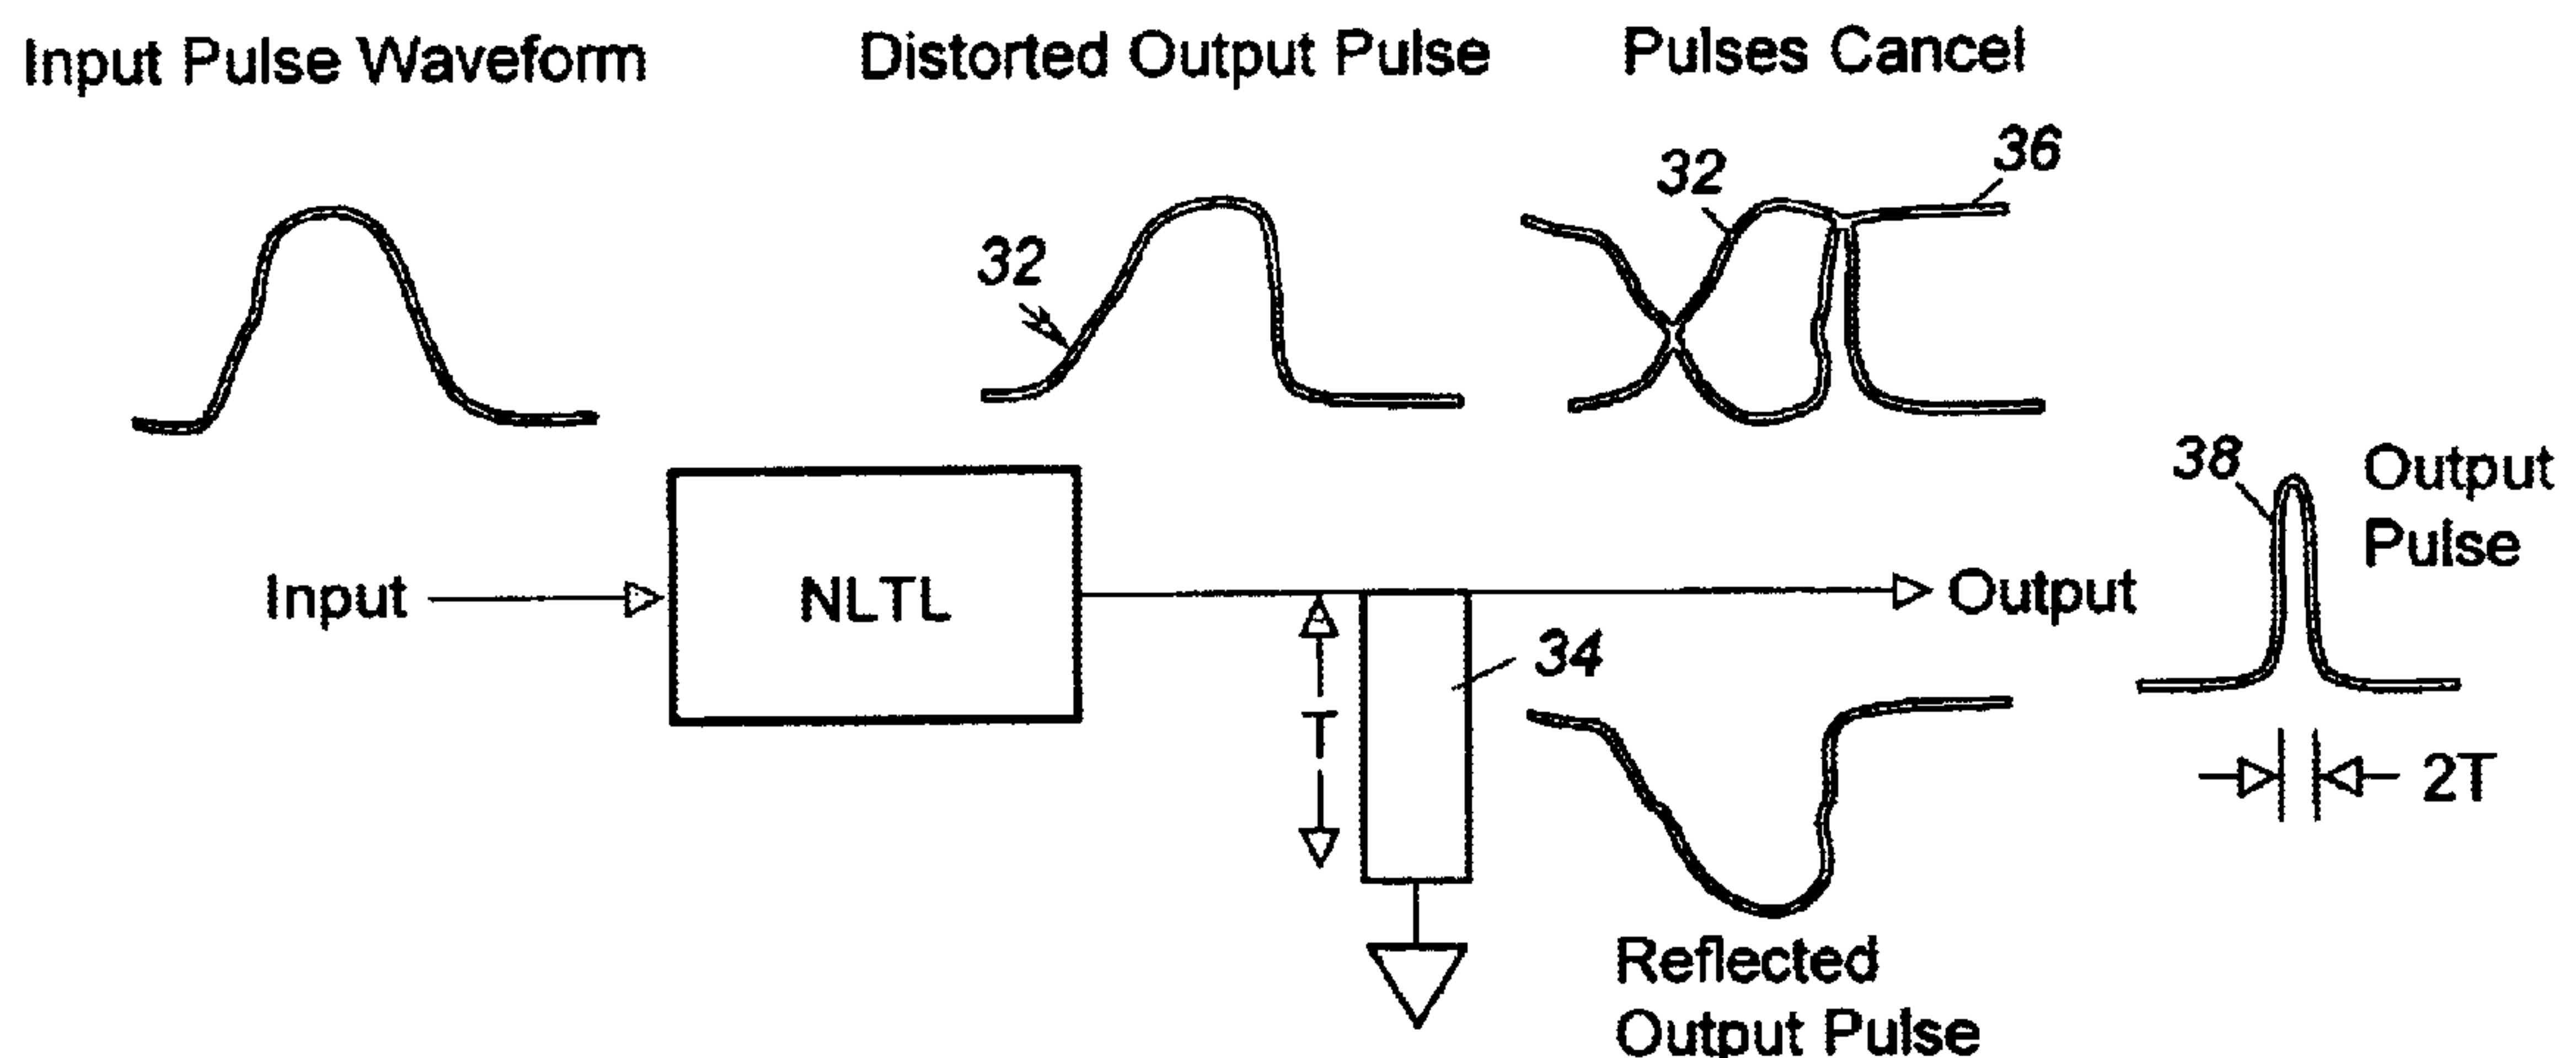 Input Pulse Waveform
Distorted Output Pulse
Pulses Cancel
32
32
36
38
Output
Pulse
Input
NLTL
Output
T
34
2T
Reflected
Output Pulse